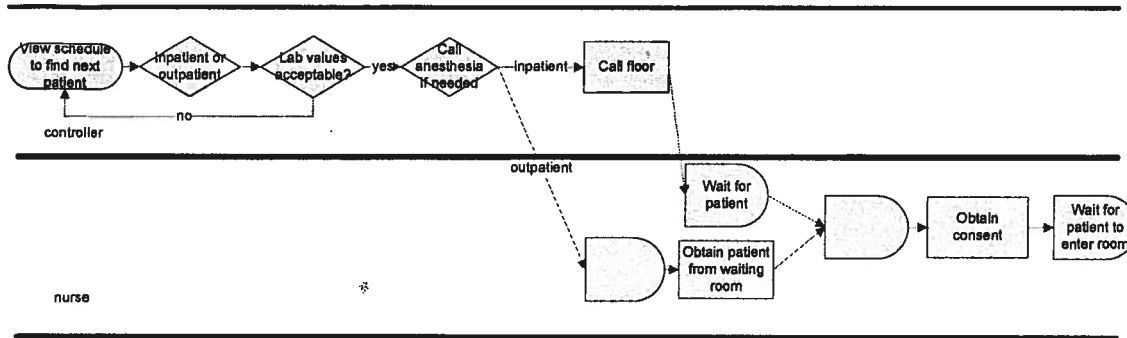 View schedule
to find next
patient
Inpatient or
outpatient
Lab values
acceptable?
yes
Call
anesthesia
if needed
inpatient
Call floor
no
controller
outpatient
Wait for
patient
Obtain patient
from waiting
room
Obtain
consent
Wait for
patient to
enter room
nurse